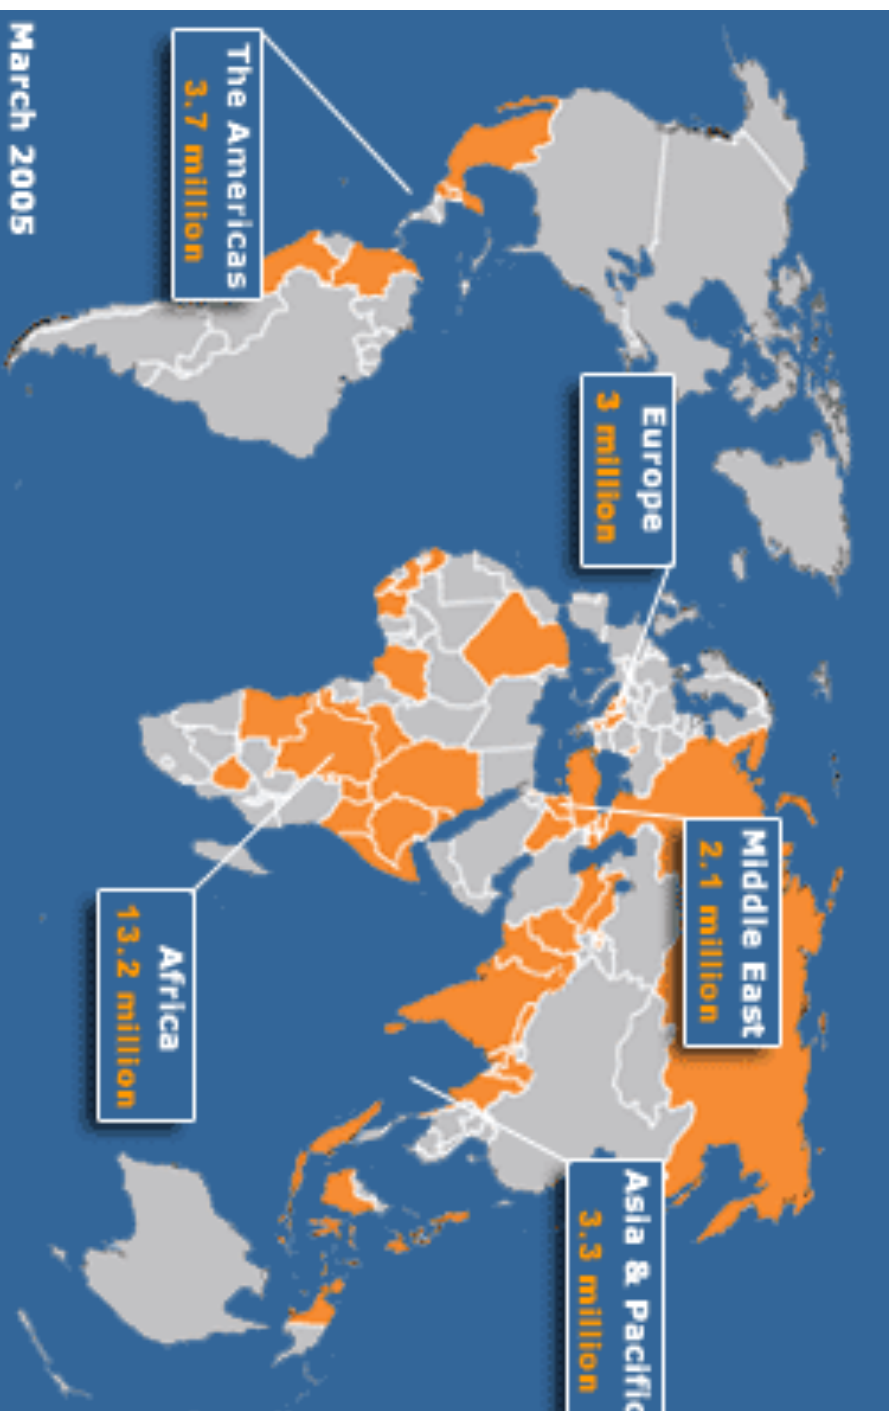 The Americas
3.7 million
Europe
3 million
Middle East
2.1 million
Asia & Pacific
3.3 million
Africa
13.2 million
March 2005